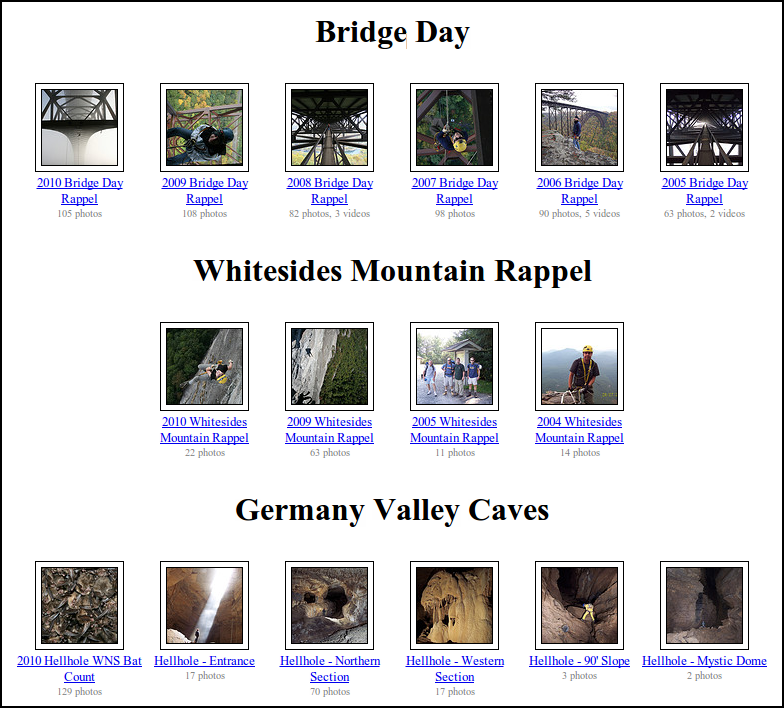 Bridge Day
2010 Bridge Day 2009 Bridge Day 2008 Bridge Day 2007 Bridge Day 2006 Bridge Day 2005 Bridge Day
Rappel Rappel Rappel Rappel Rappel Rappel
105 photos 108 photos 82 photos, 3 videos 98 photos 90 photos, 5 videos 63 photos, 2 videos
Whitesides Mountain Rappel
2010 Whitesides 2009 Whitesides 2005 Whitesides 2004 Whitesides
Mountain Rappel Mountain Rappel Mountain Rappel Mountain Rappel
22 photos 63 photos 11 photos 14 photos
Germany Valley Caves
2010 Hellhole WNS Bat Hellhole - Entrance Hellhole - Northern Hellhole - Western Hellhole - 90' Slope Hellhole - Mystic Dome
Count 17 photos Section Section 3 photos 2 photos
129 photos 70 photos 17 photos